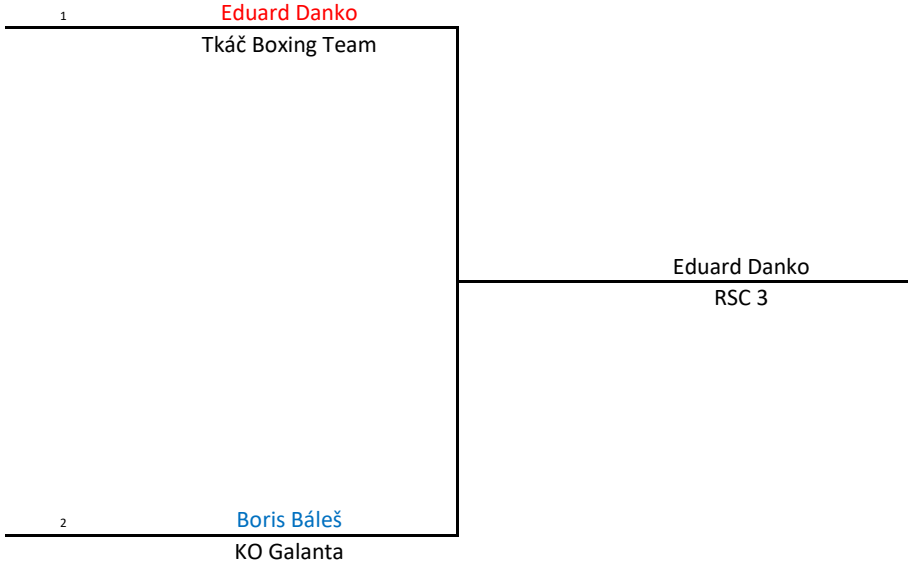 1 Eduard Danko
Tkáč Boxing Team
Eduard Danko
RSC 3
2 Boris Báleš
KO Galanta